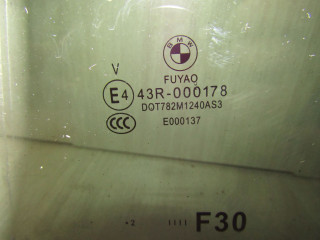 BMW
FUYAO
V
E4 43R-000178
DOT782M1240AS3
CCC E000137
F30